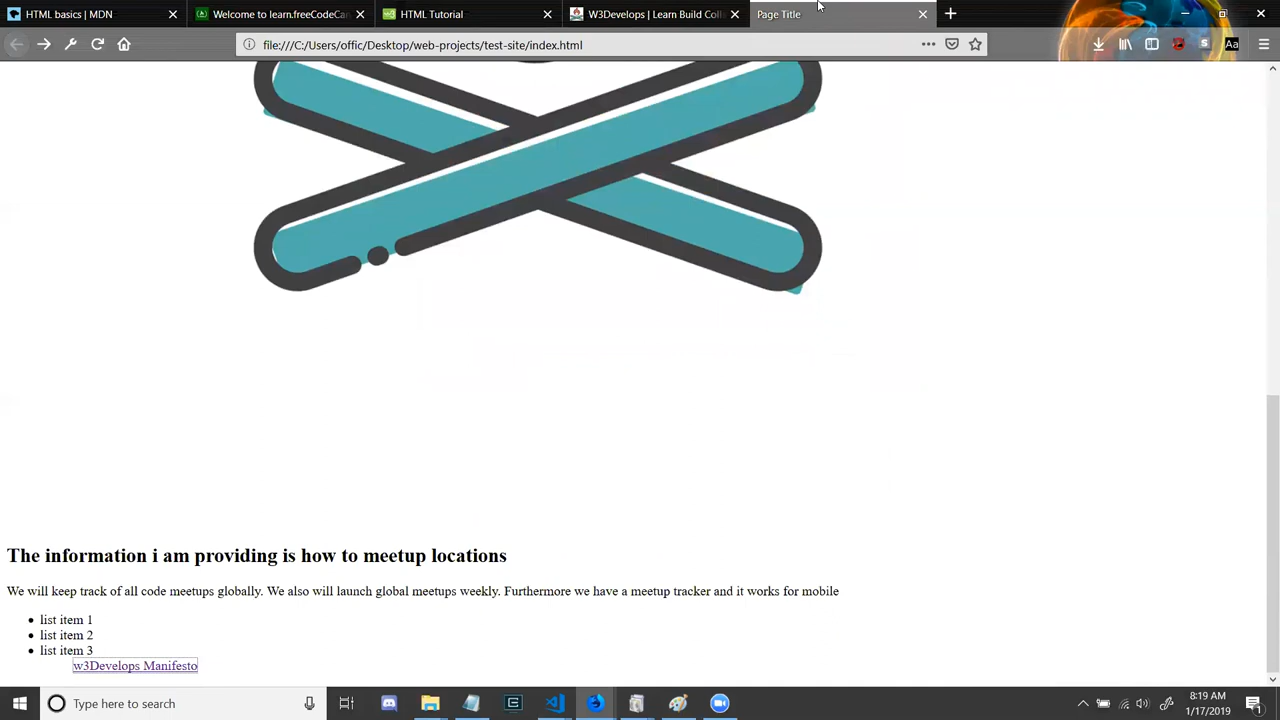 HTML basics | MDN
Welcome to learn.freeCodeCa
HTML Tutorial
W3Develops | Learn Build Coll
Page Title
file:///C:/Users/offic/Desktop/web-projects/test-site/index.html
S
Aa
The information i am providing is how to meetup locations
We will keep track of all code meetups globally. We also will launch global meetups weekly. Furthermore we have a meetup tracker and it works for mobile
list item 1
list item 2
list item 3
w3Develops Manifesto
Type here to search
8:19 AM
1/17/2019
1